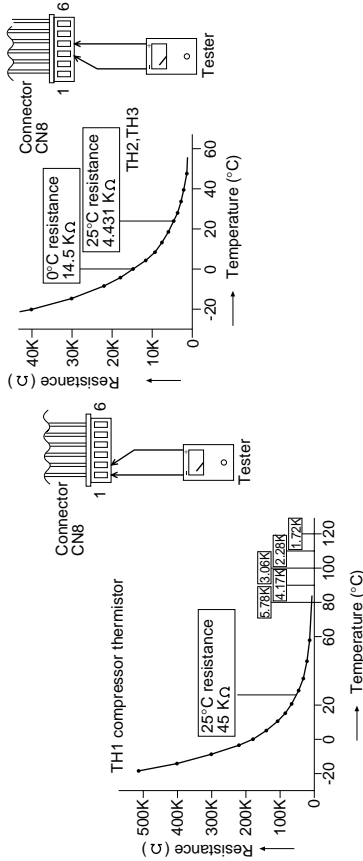 TH1 compressor thermistor
Resistance (Ω)
500K
400K
300K
200K
100K
0
25°C resistance
45 KΩ
5.78K
3.06K
4.17K
2.28K
1.72K
-20
0
20
60
80
100
120
Temperature (°C)
Connector
CN8
1
6
Tester
Resistance (Ω)
40K
30K
20K
10K
0
0°C resistance
14.5 KΩ
25°C resistance
4.431 KΩ
TH2,TH3
-20
0
20
40
60
Temperature (°C)
Connector
CN8
1
6
Tester